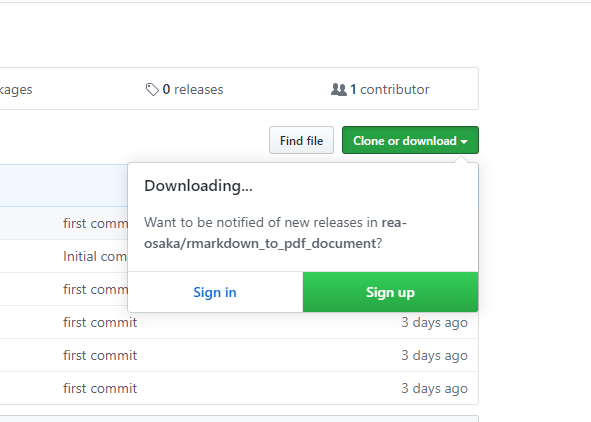 kages 0 releases 1 contributor
Find file Clone or download
Downloading...
Want to be notified of new releases in rea-
osaka/rmarkdown_to_pdf_document?
Sign in Sign up
first comm
Initial com
first comm
first commit 3 days ago
first commit 3 days ago
first commit 3 days ago